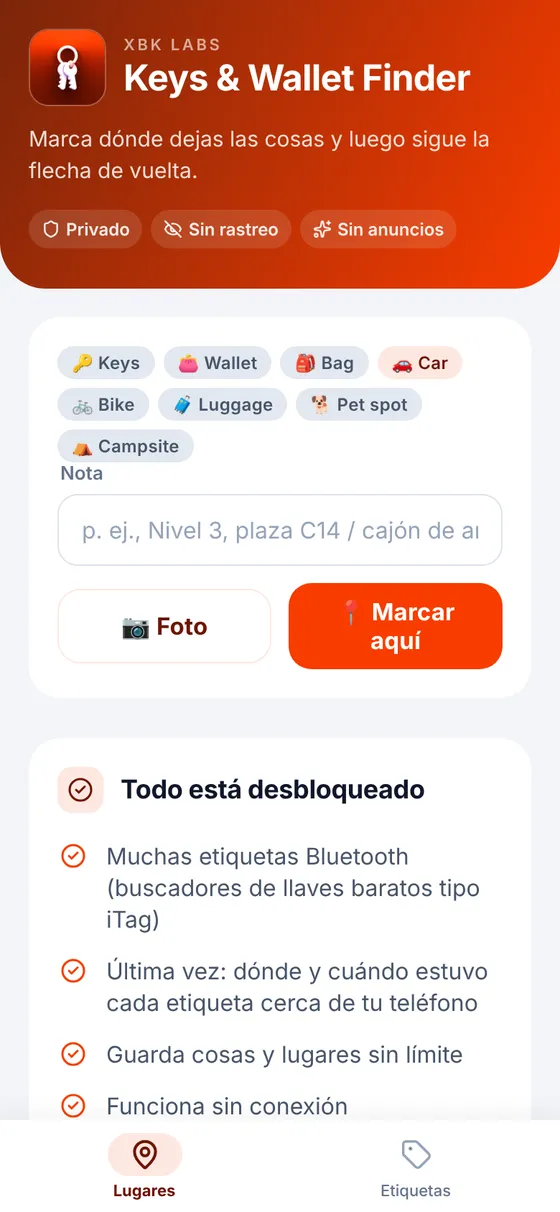 XBK LABS
Keys & Wallet Finder
Marca dónde dejas las cosas y luego sigue la
flecha de vuelta.
Privado
Sin rastreo
Sin anuncios
Keys
Wallet
Bag
Car
Bike
Luggage
Pet spot
Campsite
Nota
p. ej., Nivel 3, plaza C14 / cajón de
Foto
Marcar
aquí
Todo está desbloqueado
Muchas etiquetas Bluetooth
(buscadores de llaves baratos tipo
iTag)
Última vez: dónde y cuándo estuvo
cada etiqueta cerca de tu teléfono
Guarda cosas y lugares sin límite
Funciona sin conexión
Lugares
Etiquetas